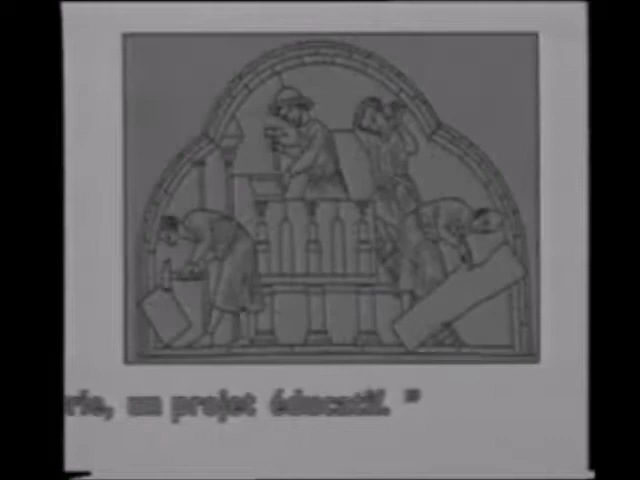 rie, un projet éducatif. "